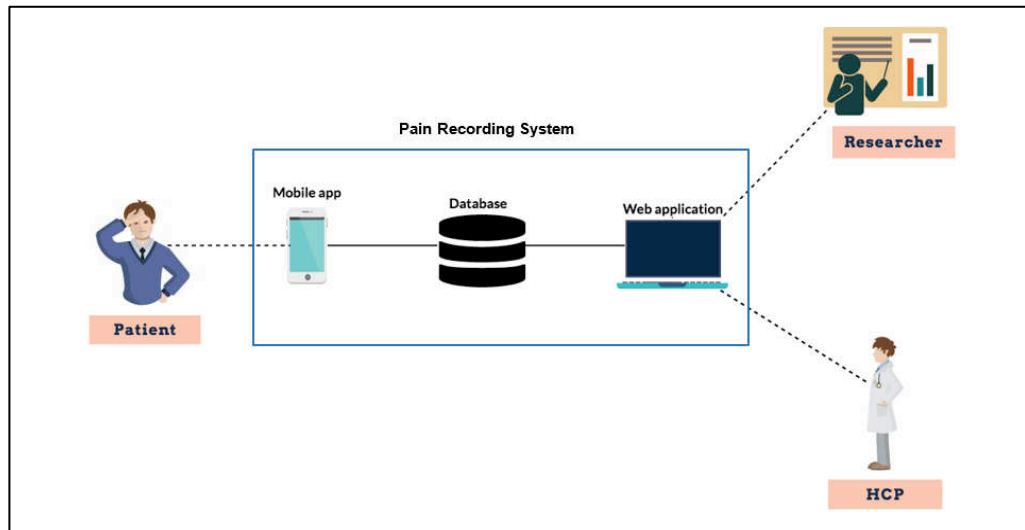 Researcher
Pain Recording System
Mobile app
Database
Web application
Patient
HCP